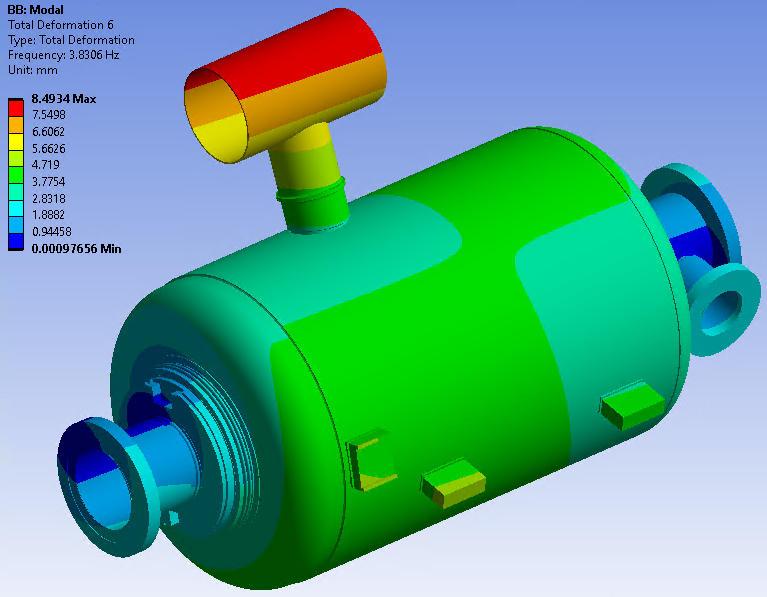 BB: Modal
Total Deformation 6
Type: Total Deformation
Frequency: 3.8306 Hz
Unit: mm
8.4934 Max
7.5498
6.6062
5.6626
4.719
3.7754
2.8318
1.8882
0.94458
0.00097656 Min